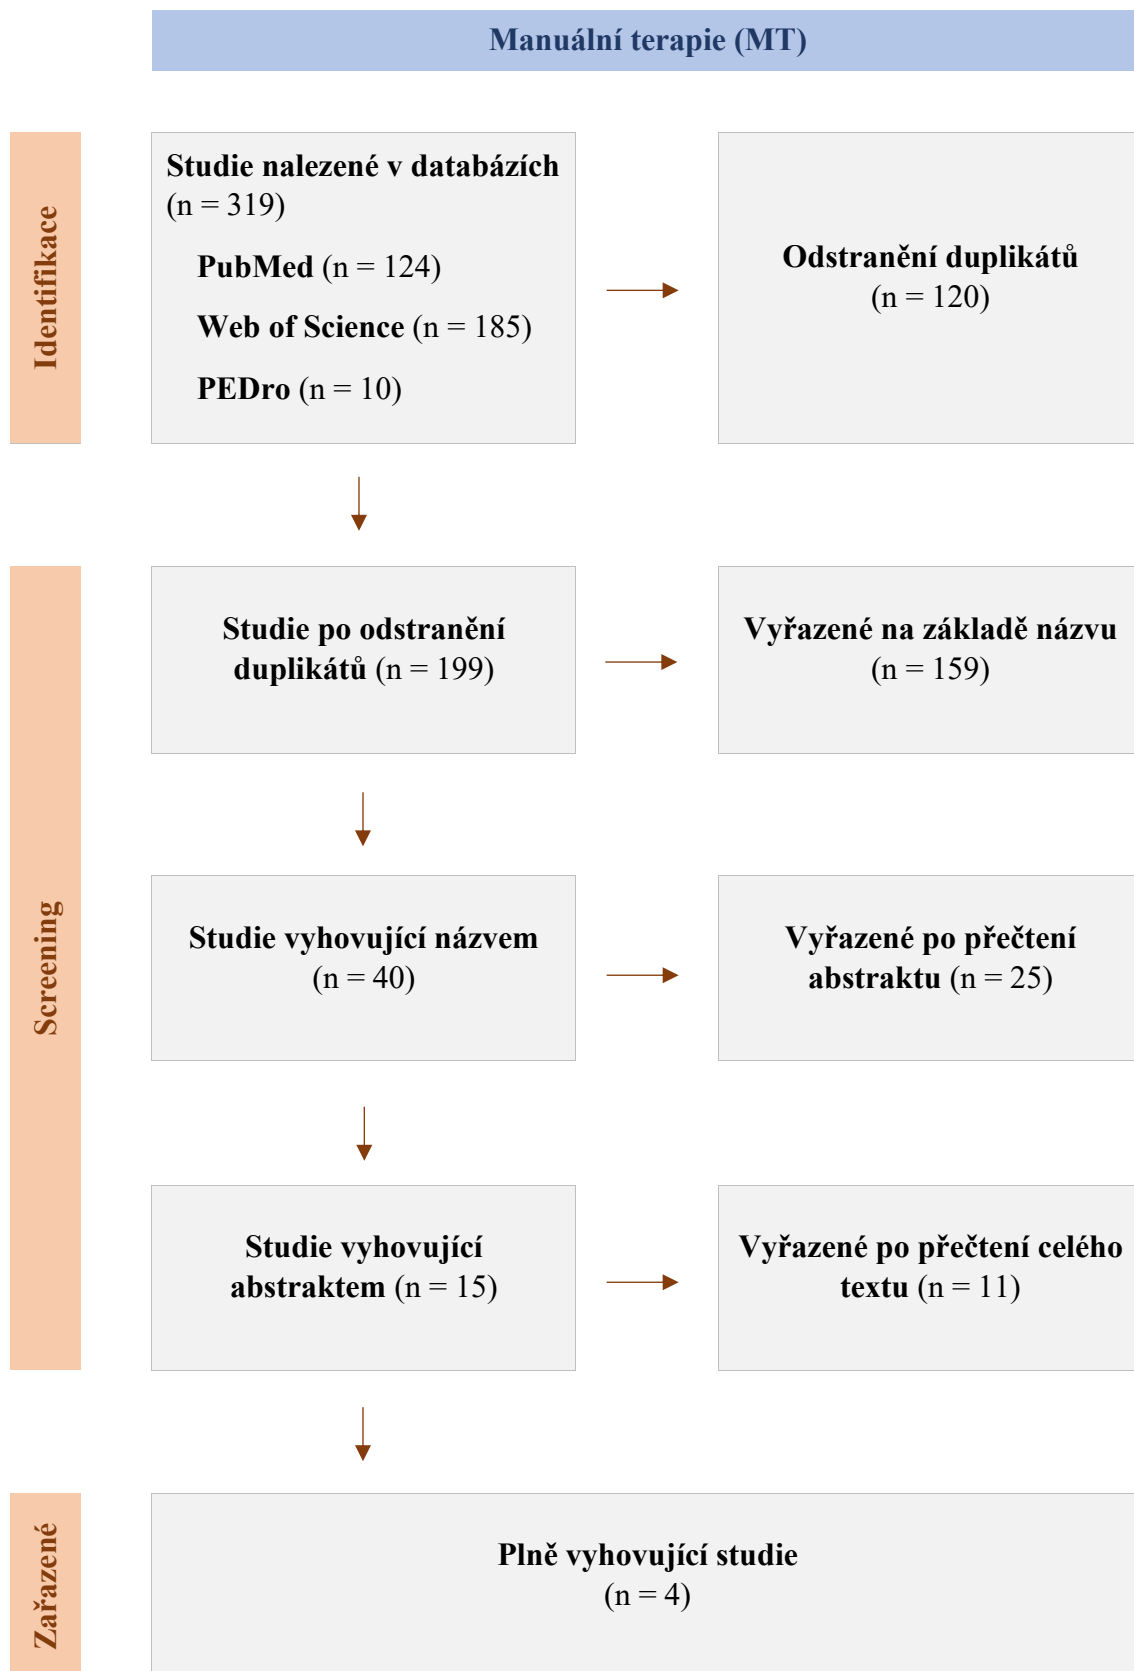 Manuální terapie (MT)
Identifikace
Studie nalezené v databázích
(n = 319)
PubMed (n = 124)
Web of Science (n = 185)
PEDro (n = 10)
Odstranění duplikátů
(n = 120)
Screening
Studie po odstranění
duplikátů (n = 199)
Vyřazené na základě názvu
(n = 159)
Studie vyhovující názvem
(n = 40)
Vyřazené po přečtení
abstraktu (n = 25)
Studie vyhovující
abstraktem (n = 15)
Vyřazené po přečtení celého
textu (n = 11)
Zařazené
Plně vyhovující studie
(n = 4)